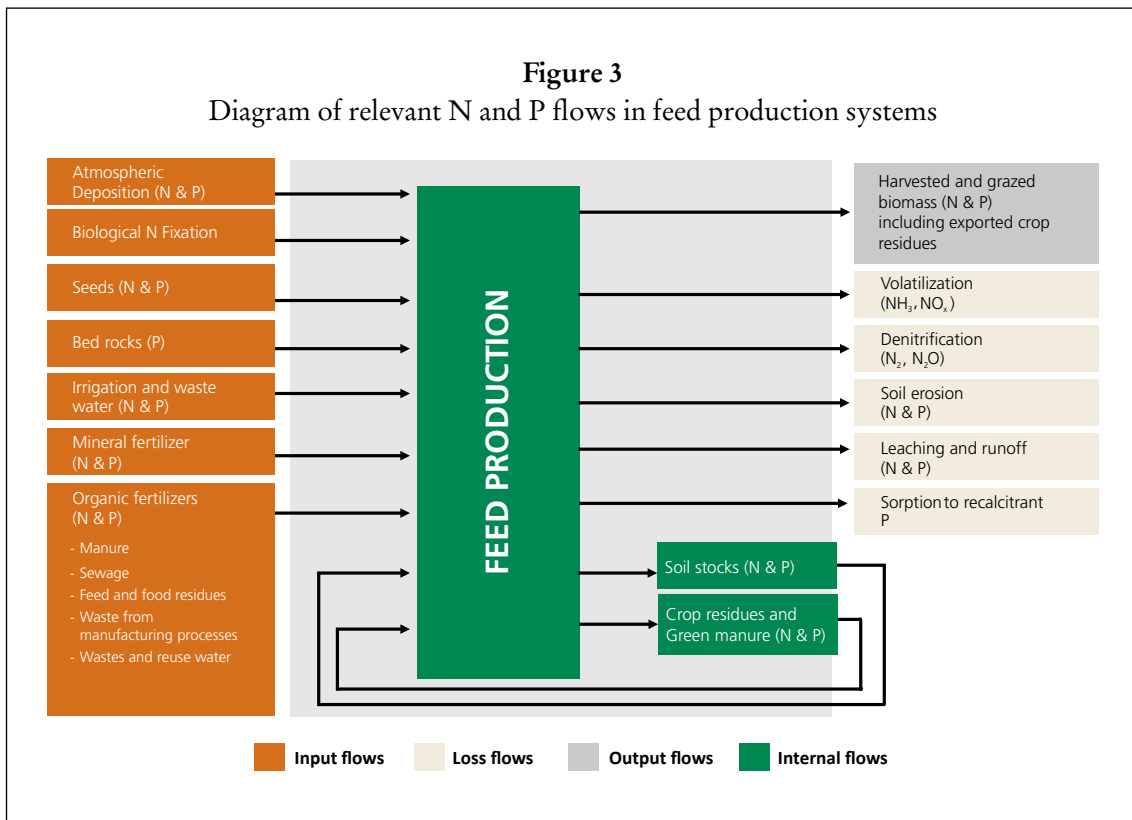 Figure 3
Diagram of relevant N and P flows in feed production systems
Atmospheric
Deposition (N & P)
Biological N Fixation
Seeds (N & P)
Bed rocks (P)
Irrigation and waste
water (N & P)
Mineral fertilizer
(N & P)
Organic fertilizers
(N & P)
- Manure
- Sewage
- Feed and food residues
- Waste from
manufacturing processes
- Wastes and reuse water
FEED PRODUCTION
Harvested and grazed
biomass (N & P)
including exported crop
residues
Volatilization
(NH₃, NOₓ)
Denitrification
(N₂, N₂O)
Soil erosion
(N & P)
Leaching and runoff
(N & P)
Sorption to recalcitrant
P
Soil stocks (N & P)
Crop residues and
Green manure (N & P)
Input flows
Loss flows
Output flows
Internal flows